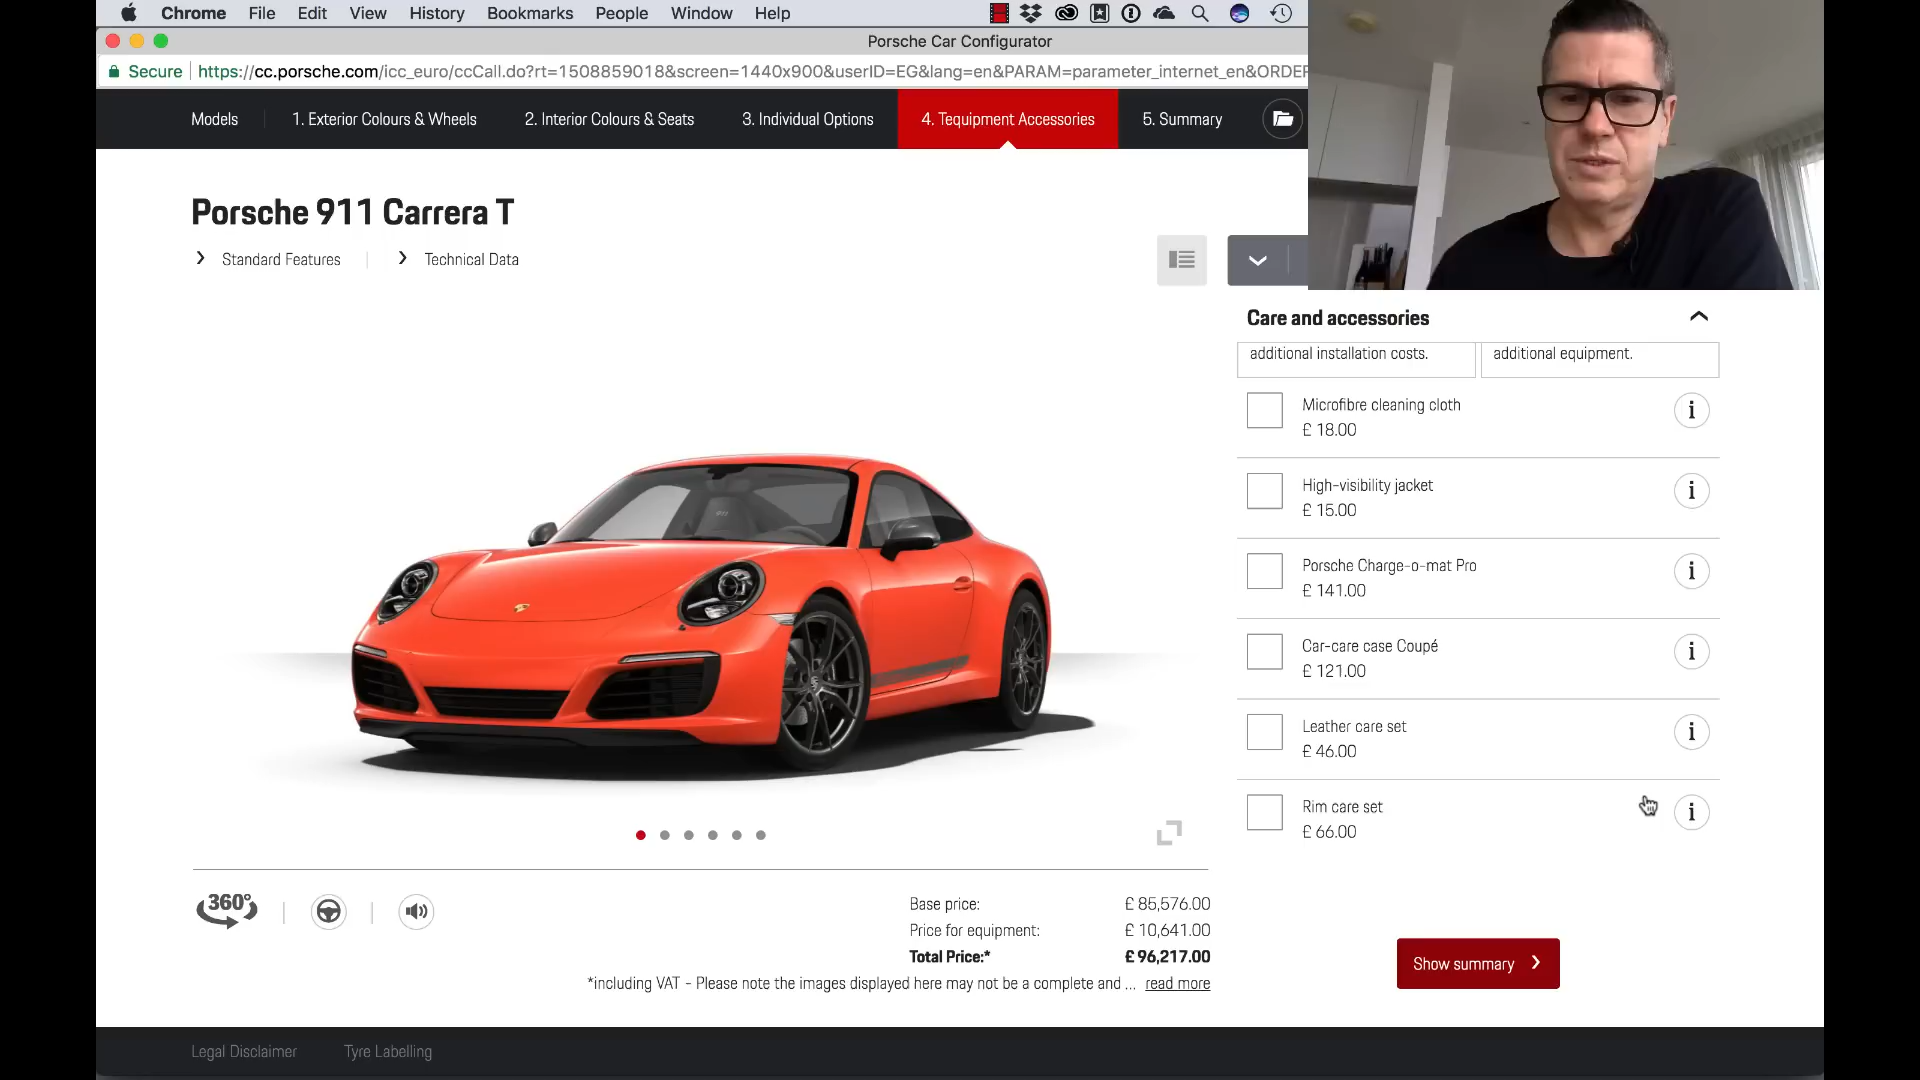 Chrome File Edit View History Bookmarks People Window Help
Porsche Car Configurator
Secure https://cc.porsche.com/icc_euro/ccCall.do?rt=1508859018&screen=1440x900&userID=EG&lang=en&PARAM=parameter_internet_en&ORDER
Models 1. Exterior Colours & Wheels 2. Interior Colours & Seats 3. Individual Options 4. Tequipment Accessories 5. Summary
Porsche 911 Carrera T
Standard Features Technical Data
Care and accessories
additional installation costs. additional equipment.
Microfibre cleaning cloth
£ 18.00
High-visibility jacket
£ 15.00
Porsche Charge-o-mat Pro
£ 141.00
Car-care case Coupé
£ 121.00
Leather care set
£ 46.00
Rim care set
£ 66.00
360°
Base price: £ 85,576.00
Price for equipment: £ 10,641.00
Total Price:* £ 96,217.00
*including VAT - Please note the images displayed here may not be a complete and ... read more
Show summary
Legal Disclaimer Tyre Labelling